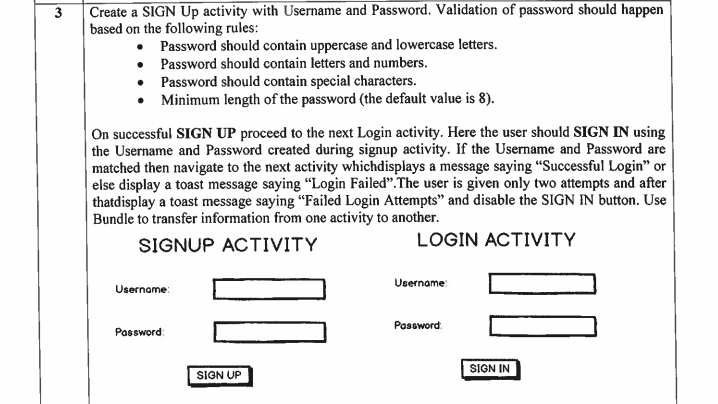 3
Create a SIGN Up activity with Username and Password. Validation of password should happen
based on the following rules:
• Password should contain uppercase and lowercase letters.
• Password should contain letters and numbers.
• Password should contain special characters.
• Minimum length of the password (the default value is 8).
On successful SIGN UP proceed to the next Login activity. Here the user should SIGN IN using
the Username and Password created during signup activity. If the Username and Password are
matched then navigate to the next activity whichdisplays a message saying “Successful Login” or
else display a toast message saying “Login Failed”.The user is given only two attempts and after
thatdisplay a toast message saying “Failed Login Attempts” and disable the SIGN IN button. Use
Bundle to transfer information from one activity to another.
SIGNUP ACTIVITY
Username:
Password:
SIGN UP
LOGIN ACTIVITY
Username:
Password:
SIGN IN